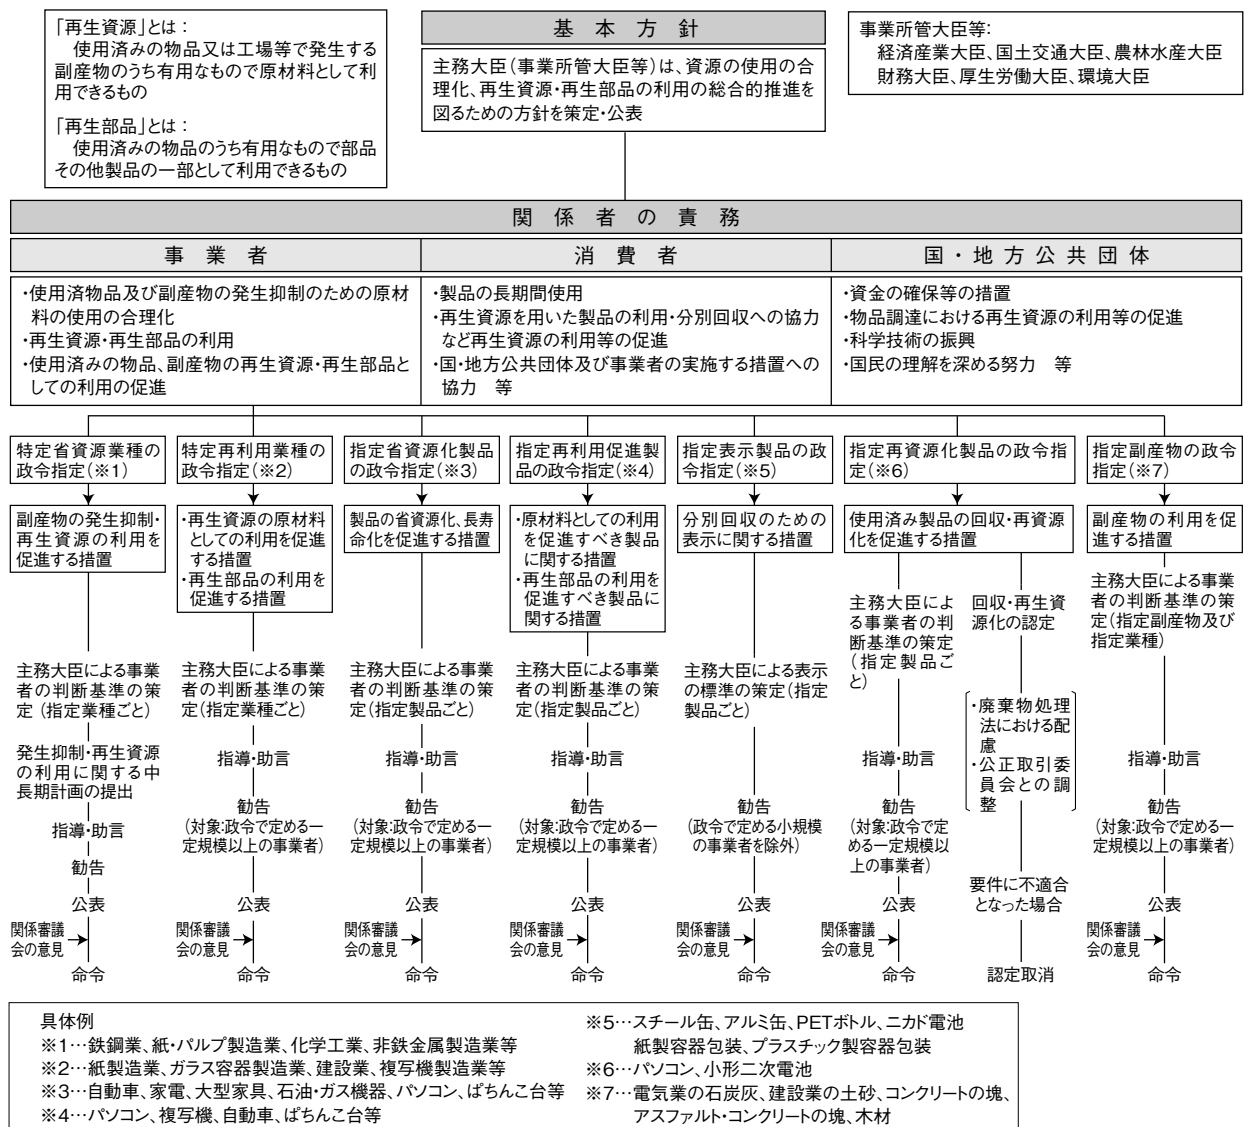 「再生資源」とは：
使用済みの物品又は工場等で発生する
副産物のうち有用なもので原材料として利
用できるもの
「再生部品」とは：
使用済みの物品のうち有用なもので部品
その他製品の一部として利用できるもの
基本方針
主務大臣（事業所管大臣等）は、資源の使用の合
理化、再生資源・再生部品の利用の総合的推進を
図るための方針を策定・公表
事業所管大臣等：
経済産業大臣、国土交通大臣、農林水産大臣
財務大臣、厚生労働大臣、環境大臣
関係者の責務
事業者
・使用済物品及び副産物の発生抑制のための原材
料の使用の合理化
・再生資源・再生部品の利用
・使用済みの物品、副産物の再生資源・再生部品と
しての利用の促進
消費者
・製品の長期間使用
・再生資源を用いた製品の利用・分別回収への協力
など再生資源の利用等の促進
・国・地方公共団体及び事業者の実施する措置への
協力　等
国・地方公共団体
・資金の確保等の措置
・物品調達における再生資源の利用等の促進
・科学技術の振興
・国民の理解を深める努力　等
特定省資源業種の
政令指定（※1）
副産物の発生抑制・
再生資源の利用を
促進する措置
主務大臣による事業
者の判断基準の策
定（指定業種ごと）
発生抑制・再生資源
の利用に関する中
長期計画の提出
指導・助言
勧告
公表
関係審議
会の意見
命令
特定再利用業種の
政令指定（※2）
・再生資源の原材料
としての利用を促進
する措置
・再生部品の利用を
促進する措置
主務大臣による事業
者の判断基準の策
定（指定業種ごと）
指導・助言
勧告
（対象：政令で定める一
定規模以上の事業者）
公表
関係審議
会の意見
命令
指定省資源化製品
の政令指定（※3）
製品の省資源化、長寿
命化を促進する措置
主務大臣による事業
者の判断基準の策
定（指定製品ごと）
指導・助言
勧告
（対象：政令で定める一
定規模以上の事業者）
公表
関係審議
会の意見
命令
指定再利用促進製
品の政令指定（※4）
・原材料としての利用
を促進すべき製品
に関する措置
・再生部品の利用を
促進すべき製品に
関する措置
主務大臣による事業
者の判断基準の策
定（指定製品ごと）
指導・助言
勧告
（対象：政令で定める一
定規模以上の事業者）
公表
関係審議
会の意見
命令
指定表示製品の政
令指定（※5）
分別回収のための
表示に関する措置
主務大臣による表示
の標準の策定（指定
製品ごと）
勧告
（政令で定める小規模
の事業者を除外）
公表
関係審議
会の意見
命令
指定再資源化製品の政令指
定（※6）
使用済み製品の回収・再資源
化を促進する措置
主務大臣によ
る事業者の判
断基準の策定
（指定製品ご
と）
指導・助言
勧告
（対象：政令で定
める一定規模以
上の事業者）
公表
関係審議
会の意見
命令
回収・再生資
源化の認定
・廃棄物処理
法における配
慮
・公正取引委
員会との調
整
要件に不適合
となった場合
認定取消
指定副産物の政令
指定（※7）
副産物の利用を促
進する措置
主務大臣による事業
者の判断基準の策
定（指定副産物及び
指定業種）
指導・助言
勧告
（対象：政令で定める一
定規模以上の事業者）
公表
関係審議
会の意見
命令
具体例
※1…鉄鋼業、紙・パルプ製造業、化学工業、非鉄金属製造業等
※2…紙製造業、ガラス容器製造業、建設業、複写機製造業等
※3…自動車、家電、大型家具、石油・ガス機器、パソコン、ぱちんこ台等
※4…パソコン、複写機、自動車、ぱちんこ台等
※5…スチール缶、アルミ缶、PETボトル、ニカド電池
紙製容器包装、プラスチック製容器包装
※6…パソコン、小形二次電池
※7…電気業の石炭灰、建設業の土砂、コンクリートの塊、
アスファルト・コンクリートの塊、木材